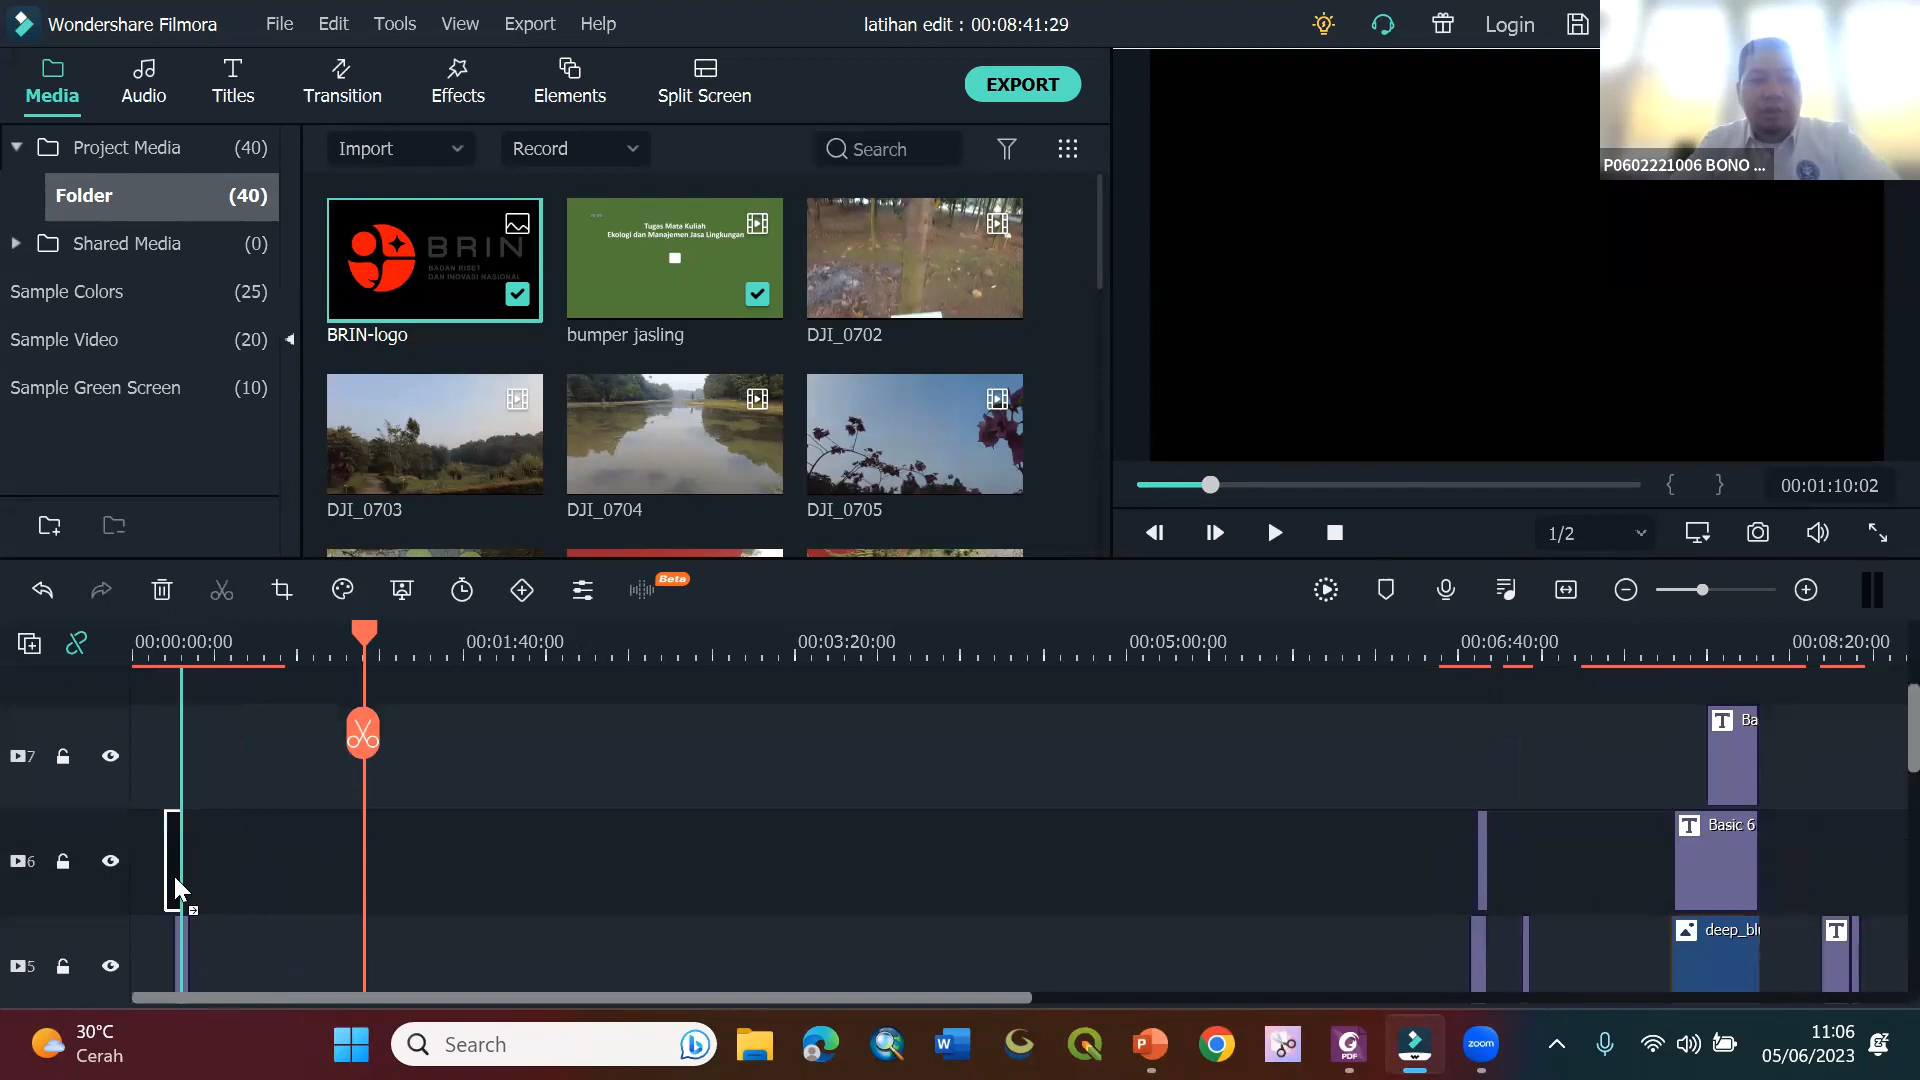 Wondershare Filmora
File
Edit
Tools
View
Export
Help
latihan edit : 00:08:41:29
Login
Media
Audio
Titles
Transition
Effects
Elements
Split Screen
EXPORT
P0602221006 BONO ...
Project Media (40)
Folder (40)
Shared Media (0)
Sample Colors (25)
Sample Video (20)
Sample Green Screen (10)
Import
Record
Search
BRIN
BADAN RISET
DAN INOVASI NASIONAL
BRIN-logo
Tugas Mata Kuliah
Ekologi dan Manajemen Jasa Lingkungan
bumper jasling
DJI_0702
DJI_0703
DJI_0704
DJI_0705
{ }
00:01:10:02
1/2
Beta
00:00:00:00
00:01:40:00
00:03:20:00
00:05:00:00
00:06:40:00
00:08:20:00
7
T Ba
6
T Basic 6
5
deep_blu
T
30°C
Cerah
Search
W
P
PDF
zoom
11:06
05/06/2023